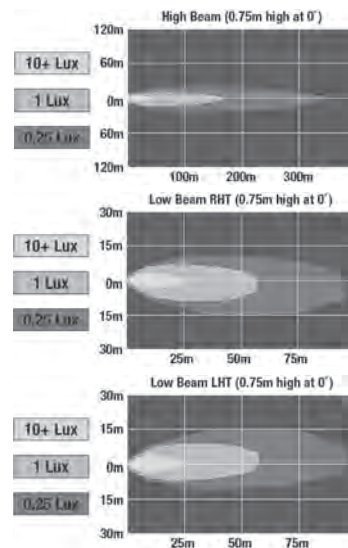 High Beam (0.75m high at 0˚)
120m
60m
0m
60m
120m
10+ Lux
1 Lux
0.25 Lux
100m 200m 300m
Low Beam RHT (0.75m high at 0˚)
30m
15m
0m
15m
30m
10+ Lux
1 Lux
0.25 Lux
25m 50m 75m
Low Beam LHT (0.75m high at 0˚)
30m
15m
0m
15m
30m
10+ Lux
1 Lux
0.25 Lux
25m 50m 75m